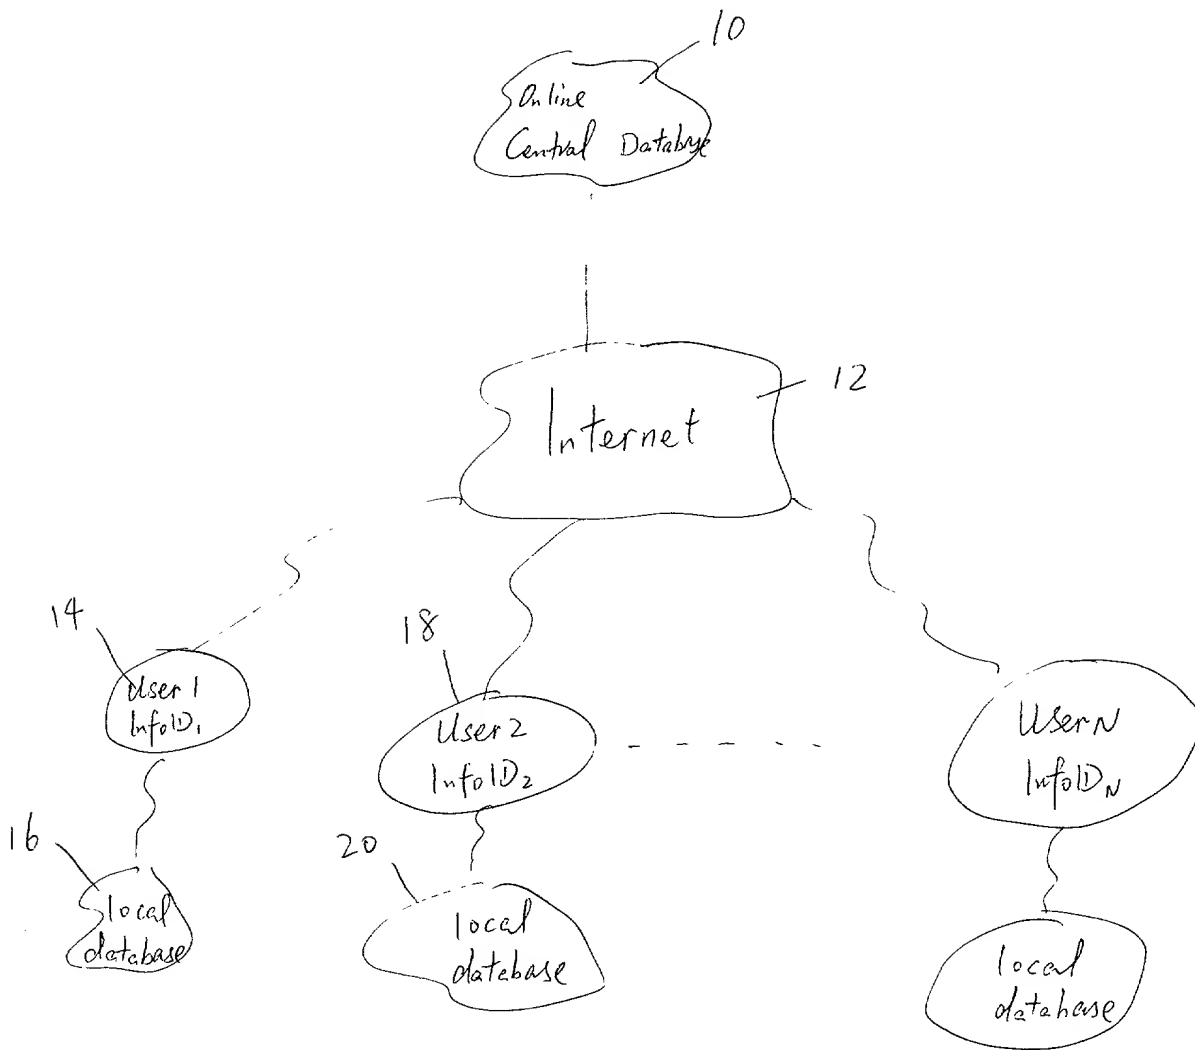 10
Online
Central Database
12
Internet
14
User 1
InfoID₁
18
User 2
InfoID₂
User N
InfoID_N
16
local
database
20
local
database
local
database